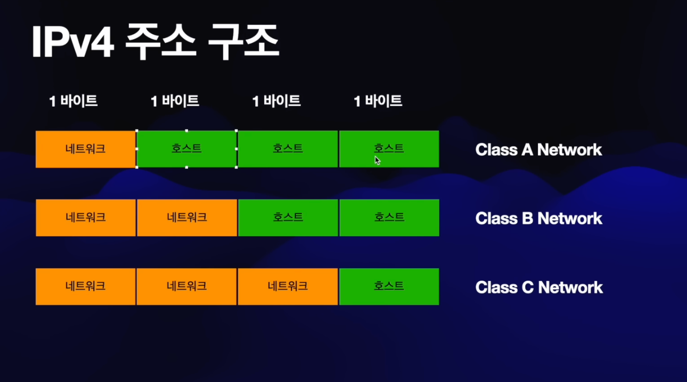 IPv4 주소 구조
1 바이트 1 바이트 1 바이트 1 바이트
네트워크 호스트 호스트 호스트 Class A Network
네트워크 네트워크 호스트 호스트 Class B Network
네트워크 네트워크 네트워크 호스트 Class C Network